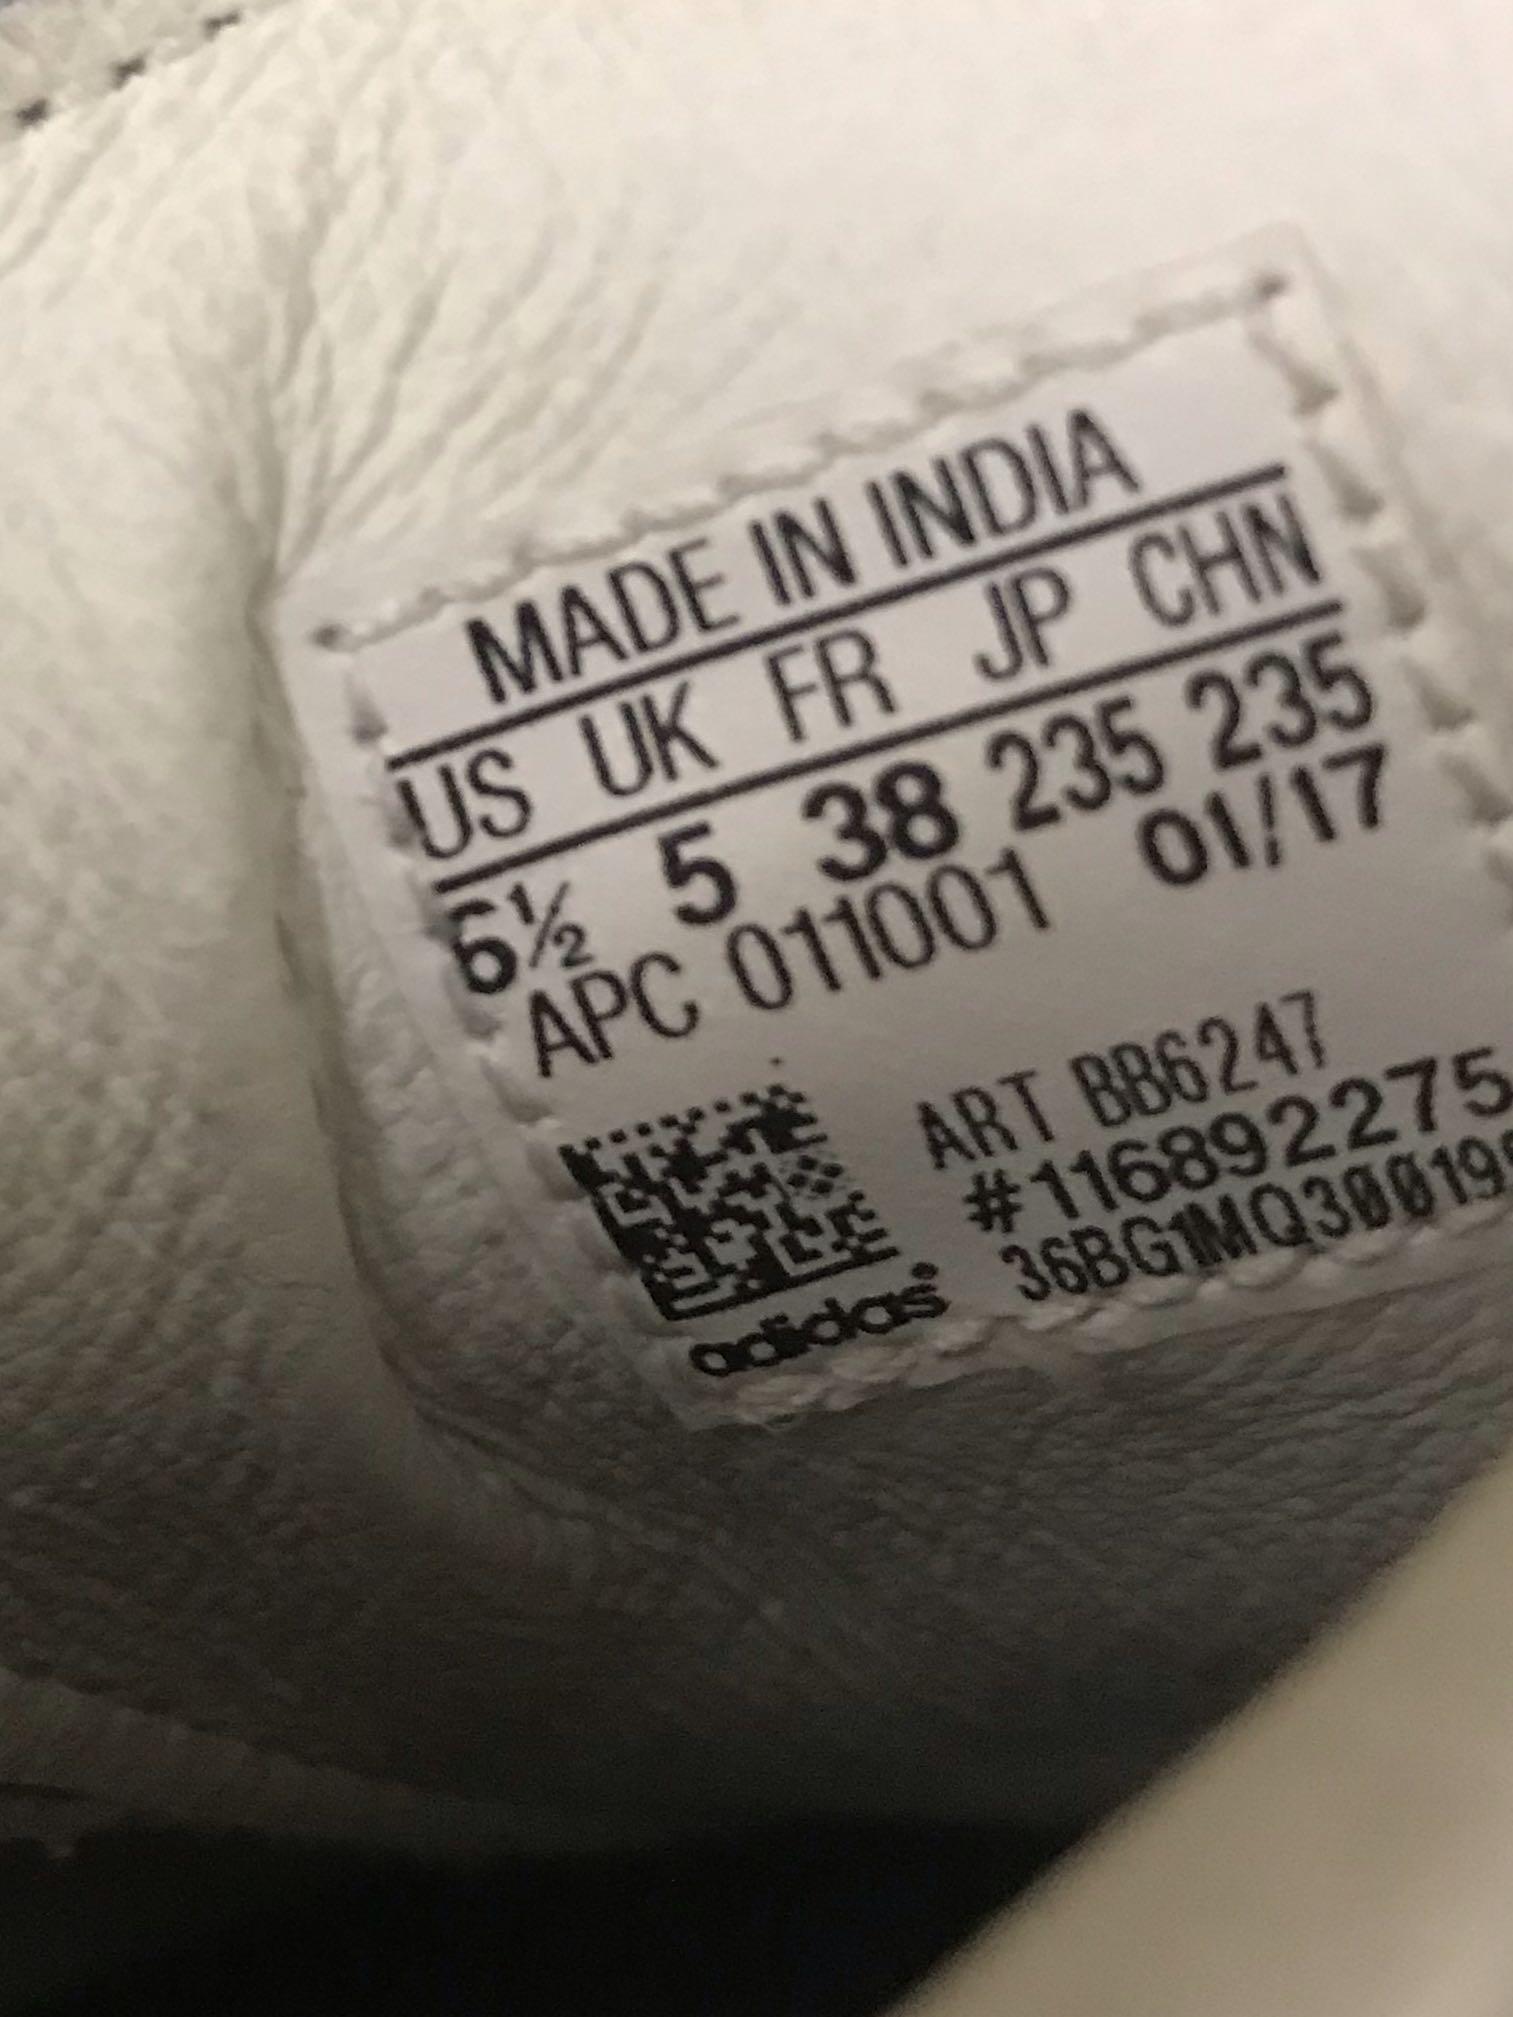 MADE IN INDIA
US UK FR JP CHN
6½ 5 38 235 235
APC 011001 01/17
ART BB6247
#116892275
adidas